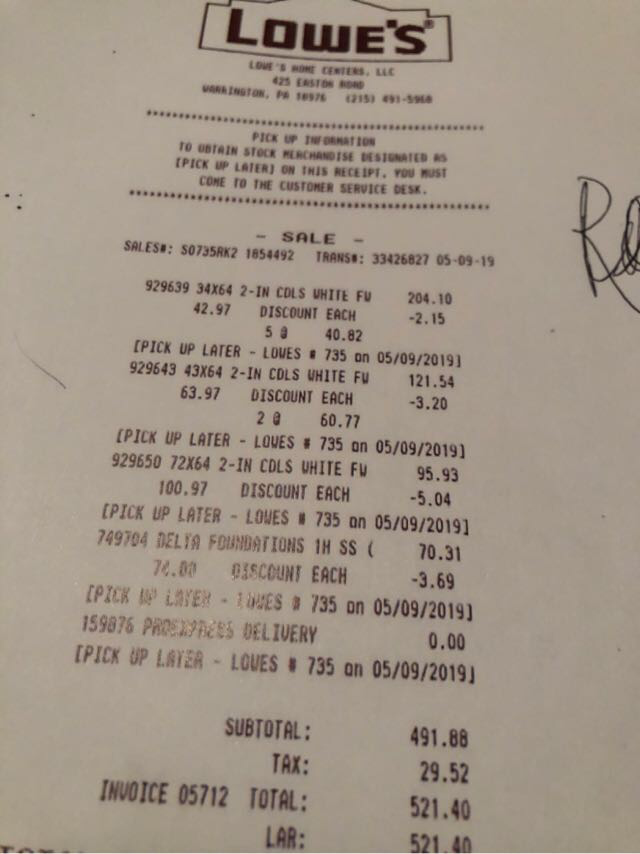 LOWE'S®
LOWE'S HOME CENTERS, LLC
425 EASTON ROAD
WARRINGTON, PA 18976 (215) 491-5960
PICK UP INFORMATION
TO OBTAIN STOCK MERCHANDISE DESIGNATED AS
[PICK UP LATER] ON THIS RECEIPT, YOU MUST
COME TO THE CUSTOMER SERVICE DESK.
- SALE -
SALES#: S0735RK2 1854492 TRANS#: 33426827 05-09-19
929639 34X64 2-IN CDLS WHITE FW 204.10
42.97 DISCOUNT EACH -2.15
5 @ 40.82
[PICK UP LATER - LOWES # 735 on 05/09/2019]
929643 43X64 2-IN CDLS WHITE FW 121.54
63.97 DISCOUNT EACH -3.20
2 @ 60.77
[PICK UP LATER - LOWES # 735 on 05/09/2019]
929650 72X64 2-IN CDLS WHITE FW 95.93
100.97 DISCOUNT EACH -5.04
[PICK UP LATER - LOWES # 735 on 05/09/2019]
749704 DELTA FOUNDATIONS 1H SS ( 70.31
74.00 DISCOUNT EACH -3.69
[PICK UP LATER - LOWES # 735 on 05/09/2019]
159876 PROEXPRESS DELIVERY 0.00
[PICK UP LATER - LOWES # 735 on 05/09/2019]
SUBTOTAL: 491.88
TAX: 29.52
INVOICE 05712 TOTAL: 521.40
LAR: 521.40